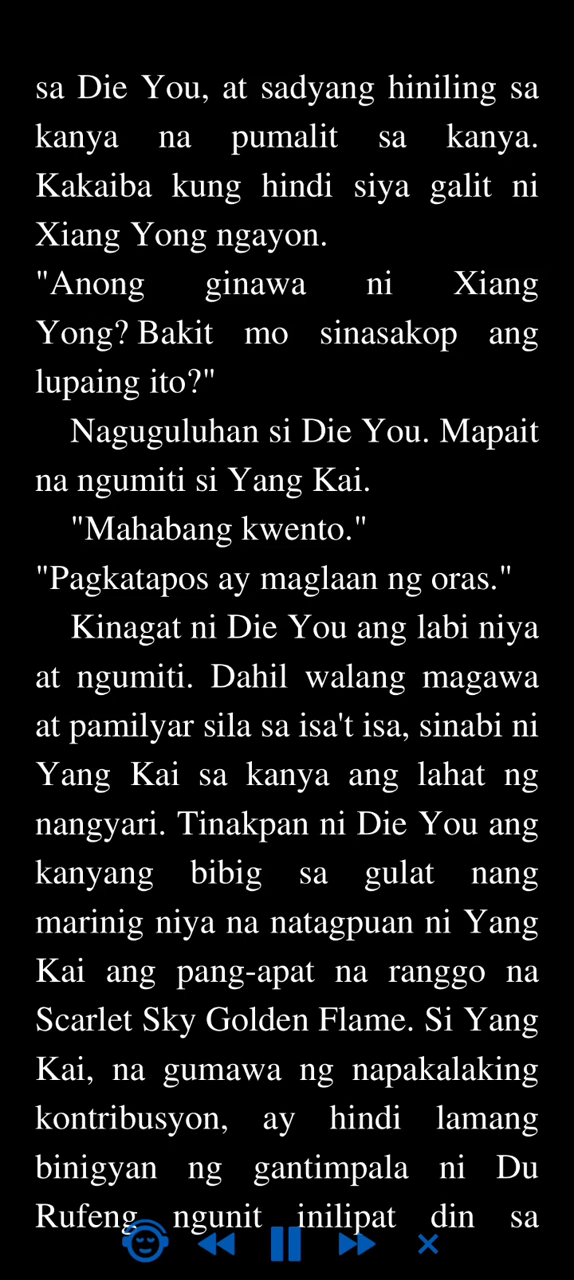 sa Die You, at sadyang hiniling sa
kanya na pumalit sa kanya.
Kakaiba kung hindi siya galit ni
Xiang Yong ngayon.
"Anong ginawa ni Xiang
Yong? Bakit mo sinasakop ang
lupaing ito?"
Naguguluhan si Die You. Mapait
na ngumiti si Yang Kai.
"Mahabang kwento."
"Pagkatapos ay maglaan ng oras."
Kinagat ni Die You ang labi niya
at ngumiti. Dahil walang magawa
at pamilyar sila sa isa't isa, sinabi ni
Yang Kai sa kanya ang lahat ng
nangyari. Tinakpan ni Die You ang
kanyang bibig sa gulat nang
marinig niya na natagpuan ni Yang
Kai ang pang-apat na ranggo na
Scarlet Sky Golden Flame. Si Yang
Kai, na gumawa ng napakalaking
kontribusyon, ay hindi lamang
binigyan ng gantimpala ni Du
Rufeng ngunit inilipat din sa